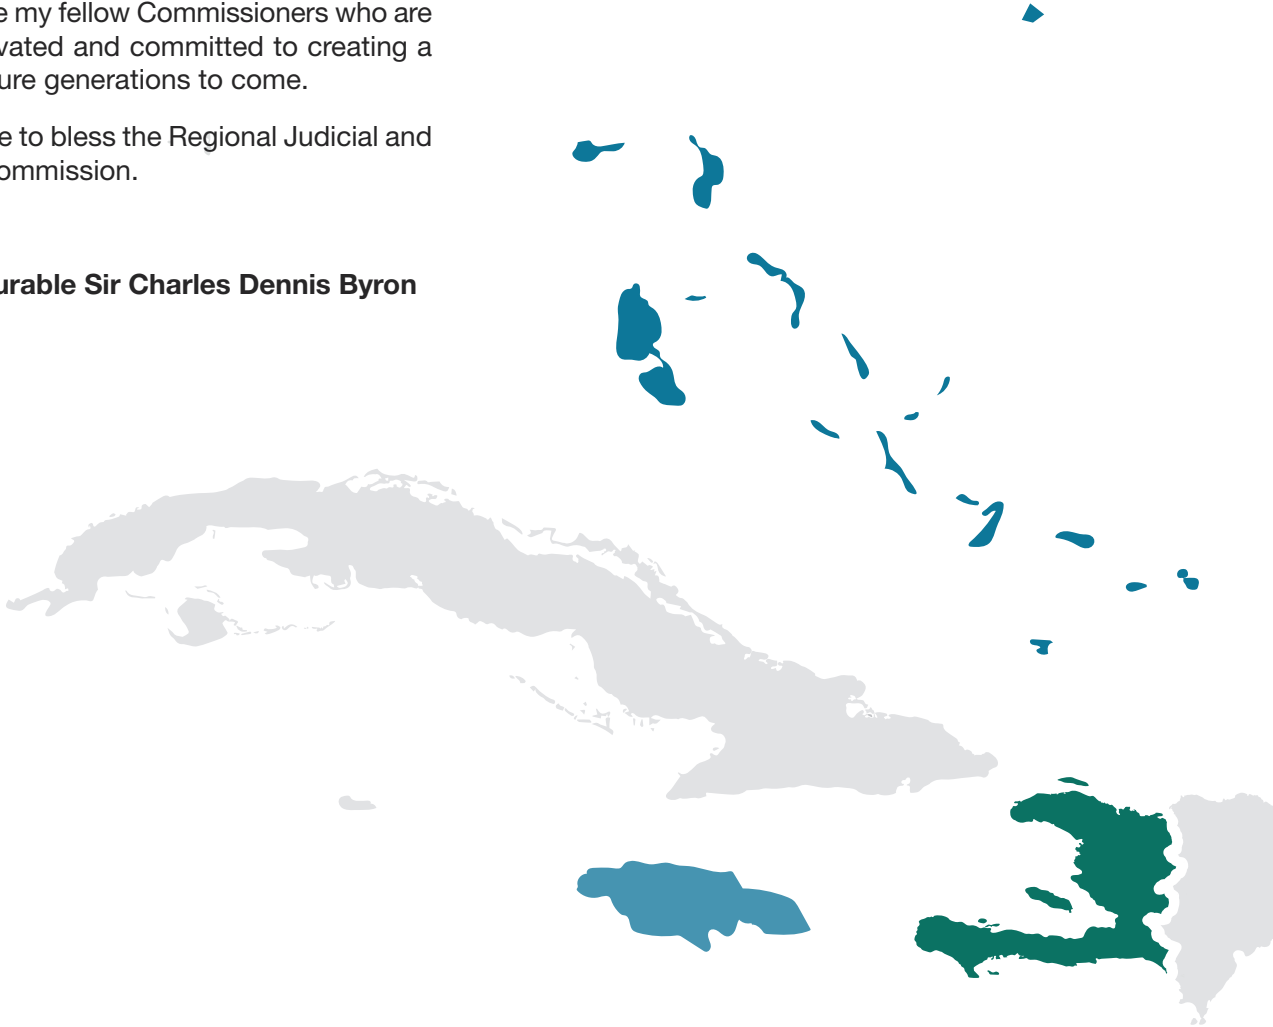 e my fellow Commissioners who are
vated and committed to creating a
ure generations to come.
e to bless the Regional Judicial and
ommission.
urable Sir Charles Dennis Byron